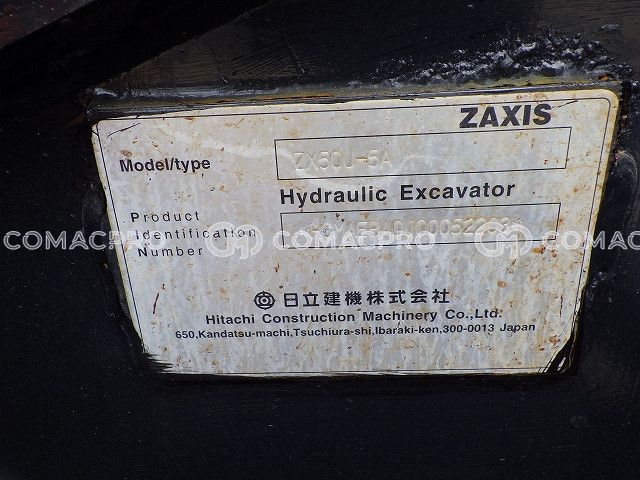 ZAXIS
Model/type ZX50U-5A
Hydraulic Excavator
Product
Identification
Number
COMACPRO COMACPRO COMAC
日立建機株式会社
Hitachi Construction Machinery Co.,Ltd.
650,Kandatsu-machi,Tsuchiura-shi,Ibaraki-ken,300-0013 Japan